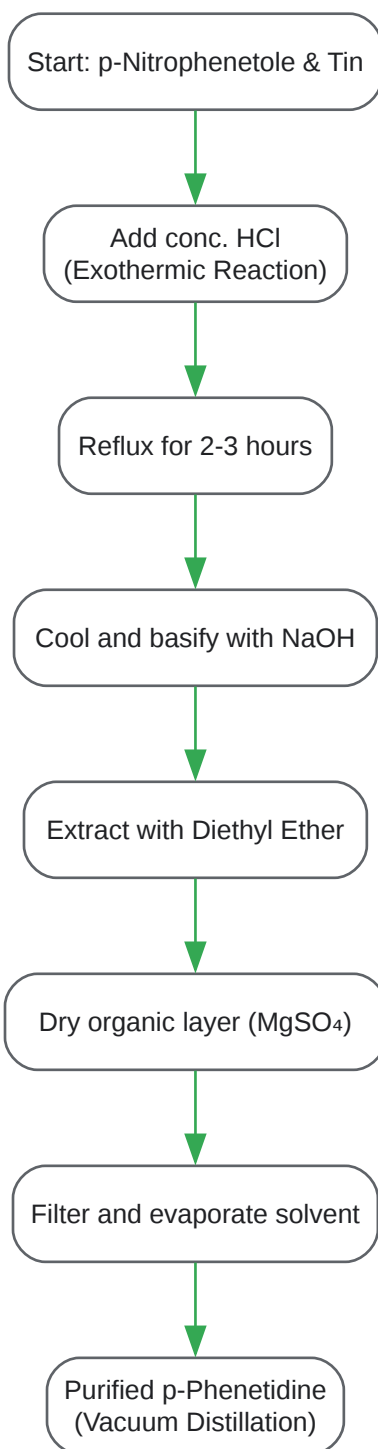 Start: p-Nitrophenetole & Tin
Add conc. HCl
(Exothermic Reaction)
Reflux for 2-3 hours
Cool and basify with NaOH
Extract with Diethyl Ether
Dry organic layer (MgSO₄)
Filter and evaporate solvent
Purified p-Phenetidine
(Vacuum Distillation)